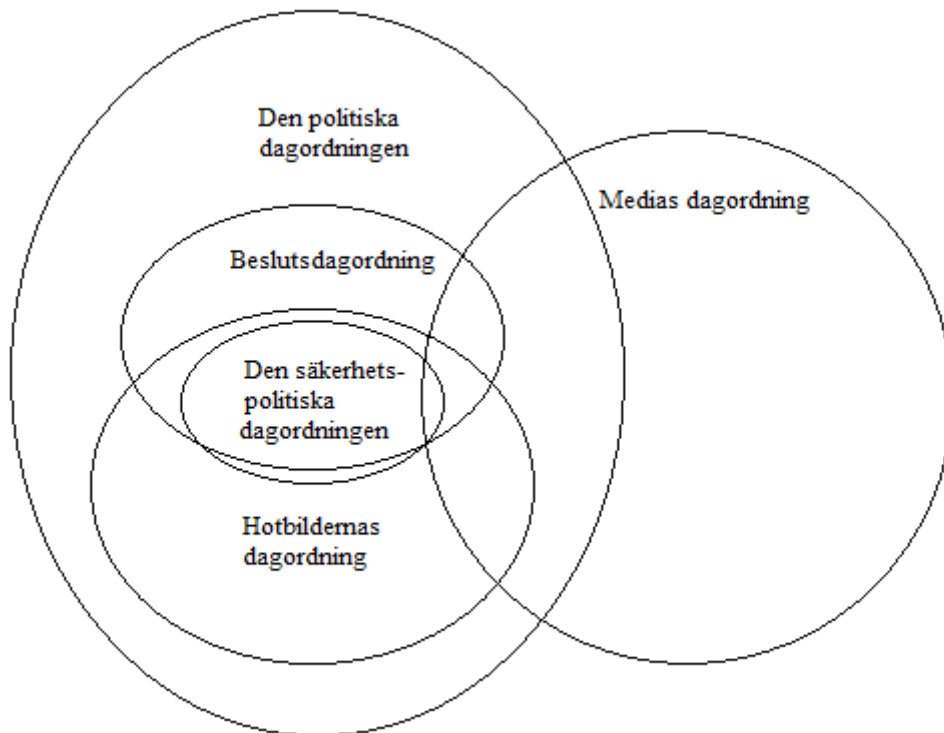 Den politiska
dagordningen
Medias dagordning
Beslutsdagordning
Den säkerhets-
politiska
dagordningen
Hotbildernas
dagordning